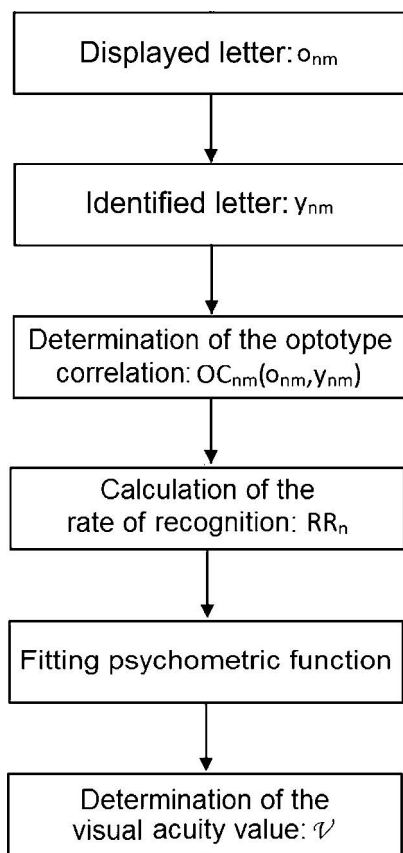 Displayed letter: oₙₘ
Identified letter: yₙₘ
Determination of the optotype
correlation: OCₙₘ(oₙₘ,yₙₘ)
Calculation of the
rate of recognition: RRₙ
Fitting psychometric function
Determination of the
visual acuity value: 𝒱